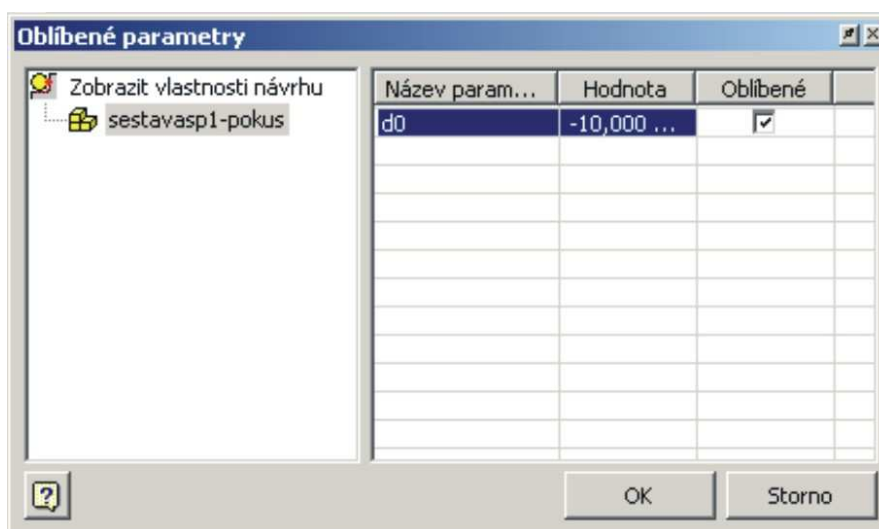 Oblíbené parametry
Zobrazit vlastnosti návrhu
sestavasp1-pokus
Název param... Hodnota Oblíbené
d0 -10,000 ...
OK Storno